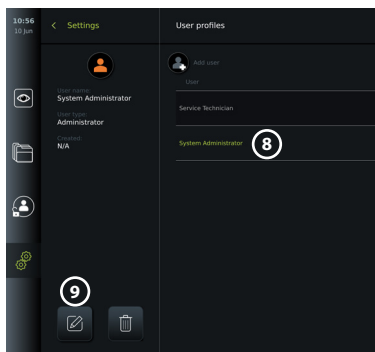 10:56
10 Jun
Settings
User profiles
Add user
User
User name:
System Administrator
User type:
Administrator
Created:
N/A
Service Technician
System Administrator
8
9